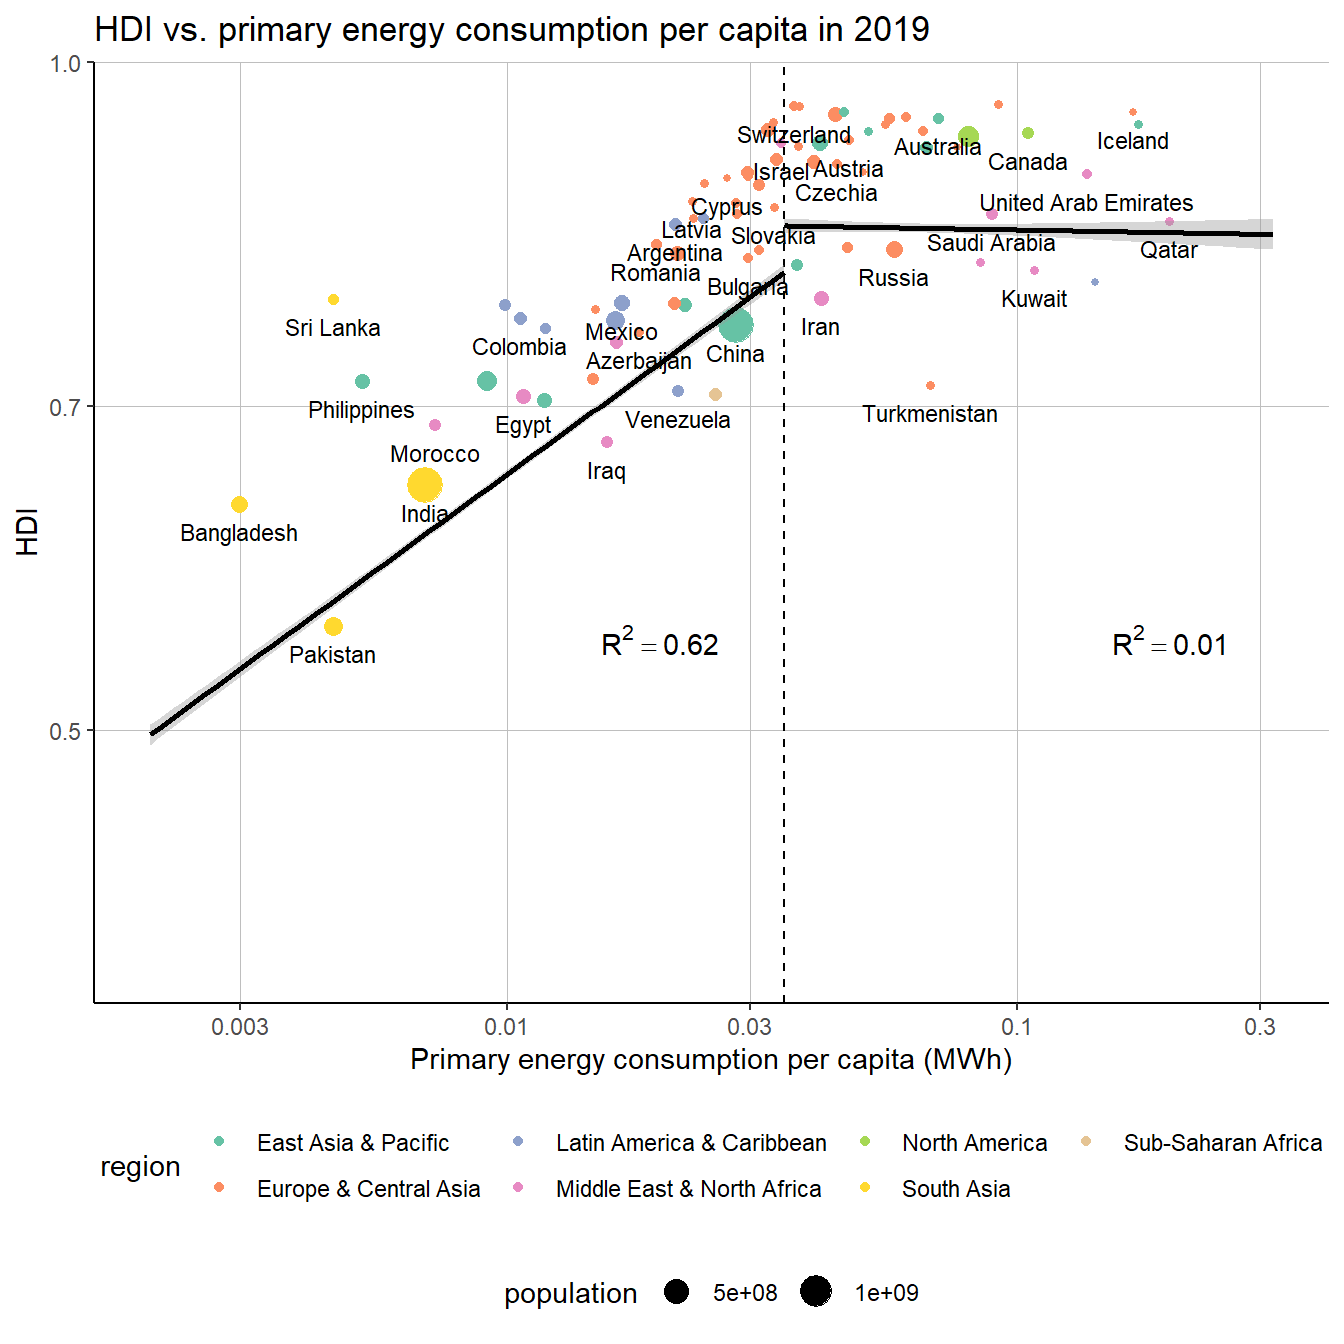 HDI vs. primary energy consumption per capita in 2019
1.0
0.7
0.5
HDI
Switzerland
Australia
Iceland
Canada
Israel
Austria
Czechia
Cyprus
United Arab Emirates
Latvia
Slovakia
Argentina
Saudi Arabia
Qatar
Romania
Russia
Bulgaria
Kuwait
Sri Lanka
Mexico
Iran
Colombia
Azerbaijan
China
Philippines
Egypt
Venezuela
Turkmenistan
Morocco
Iraq
India
Bangladesh
Pakistan
R² = 0.62
R² = 0.01
0.003 0.01 0.03 0.1 0.3
Primary energy consumption per capita (MWh)
region
East Asia & Pacific Latin America & Caribbean North America Sub-Saharan Africa
Europe & Central Asia Middle East & North Africa South Asia
population 5e+08 1e+09